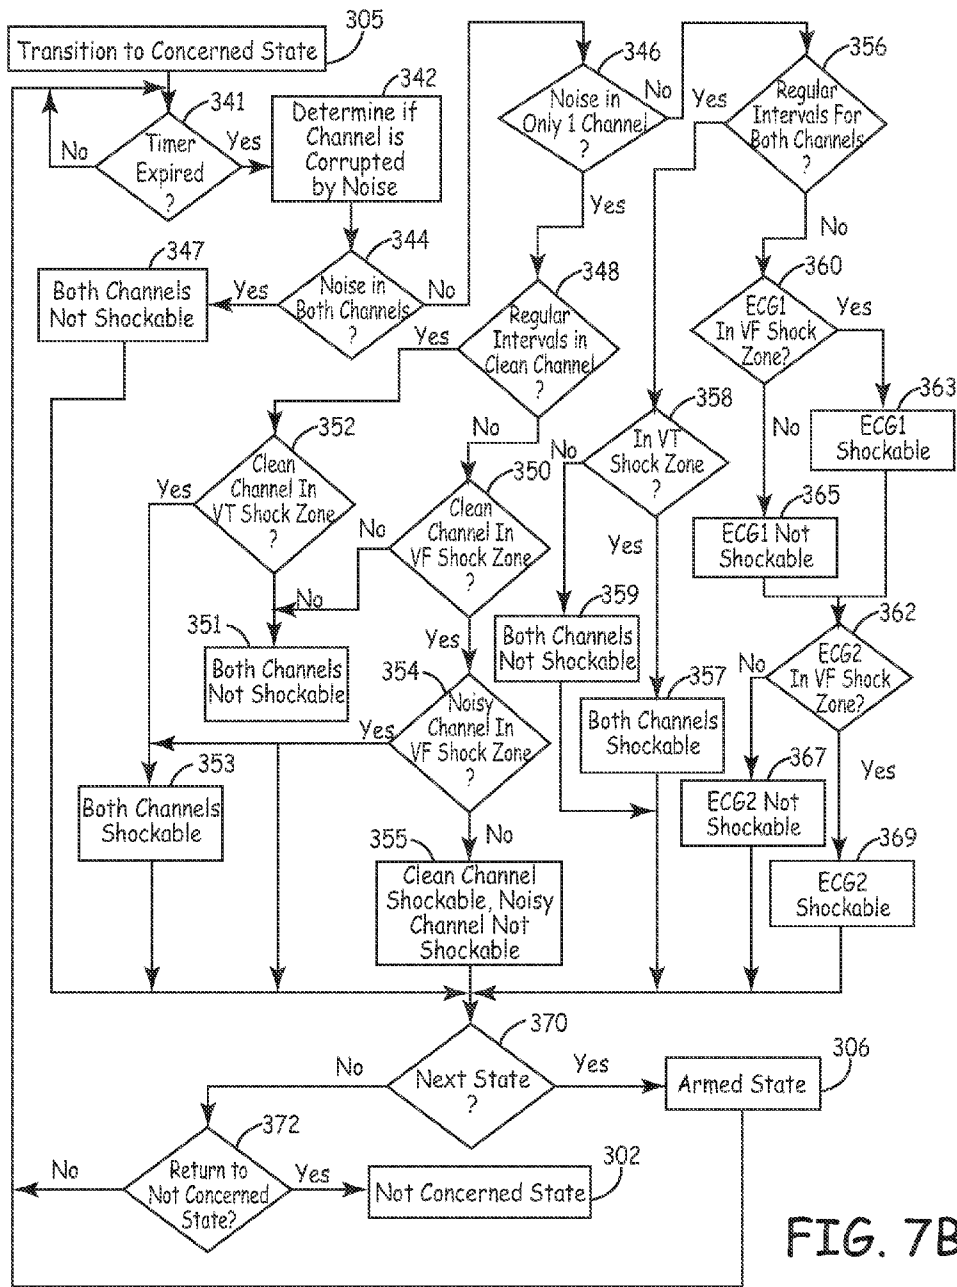 305
Transition to Concerned State
341
Timer
Expired
?
No
Yes
342
Determine if
Channel is
Corrupted
by Noise
344
Noise in
Both Channels
?
Yes
No
347
Both Channels
Not Shockable
346
Noise in
Only 1 Channel
?
No
Yes
356
Regular
Intervals For
Both Channels
?
Yes
No
348
Regular
Intervals in
Clean Channel
?
Yes
No
360
ECG1
In VF Shock
Zone?
Yes
No
363
ECG1
Shockable
365
ECG1 Not
Shockable
352
Clean
Channel In
VT Shock Zone
?
Yes
No
350
Clean
Channel In
VF Shock Zone
?
No
Yes
358
In VT
Shock Zone
?
No
Yes
351
Both Channels
Not Shockable
359
Both Channels
Not Shockable
362
ECG2
In VF Shock
Zone?
No
Yes
354
Noisy
Channel In
VF Shock Zone
?
Yes
No
357
Both Channels
Shockable
353
Both Channels
Shockable
367
ECG2 Not
Shockable
355
Clean Channel
Shockable, Noisy
Channel Not
Shockable
369
ECG2
Shockable
370
Next State
?
No
Yes
306
Armed State
372
Return to
Not Concerned
State?
No
Yes
302
Not Concerned State
FIG. 7B